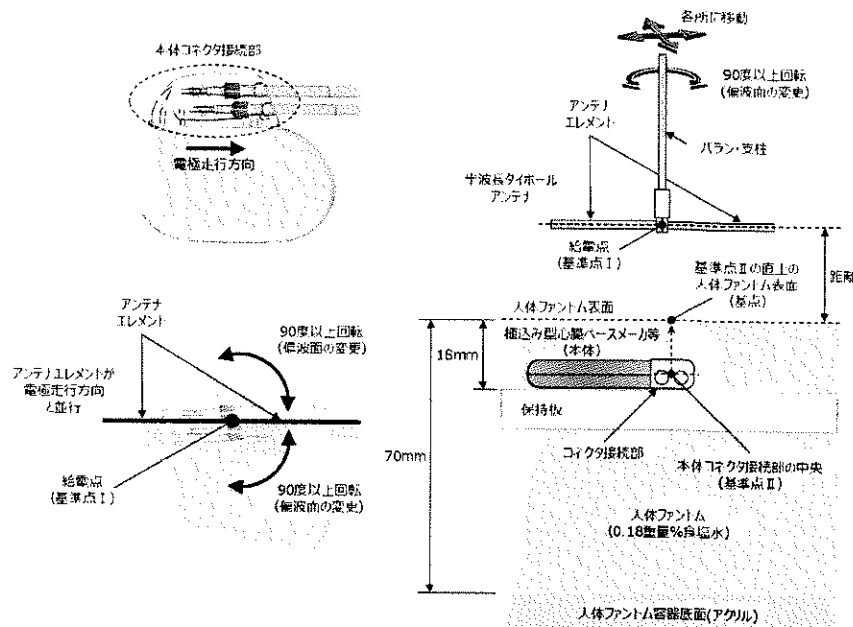 本体コネクタ接続部
電極走行方向
各所に移動
90度以上回転
(偏波面の変更)
アンテナ
エレメント
バラン・支柱
半波長ダイポール
アンテナ
給電点
(基準点Ⅰ)
基準点Ⅱの直上の
人体ファントム表面
(基点)
距離
アンテナ
エレメント
90度以上回転
(偏波面の変更)
アンテナエレメントが
電極走行方向
と並行
給電点
(基準点Ⅰ)
90度以上回転
(偏波面の変更)
人体ファントム表面
植込み型心臓ペースメーカ等
(本体)
16mm
保持板
コネクタ接続部
本体コネクタ接続部の中央
(基準点Ⅱ)
70mm
人体ファントム
(0.18重量%食塩水)
人体ファントム容器底面(アクリル)